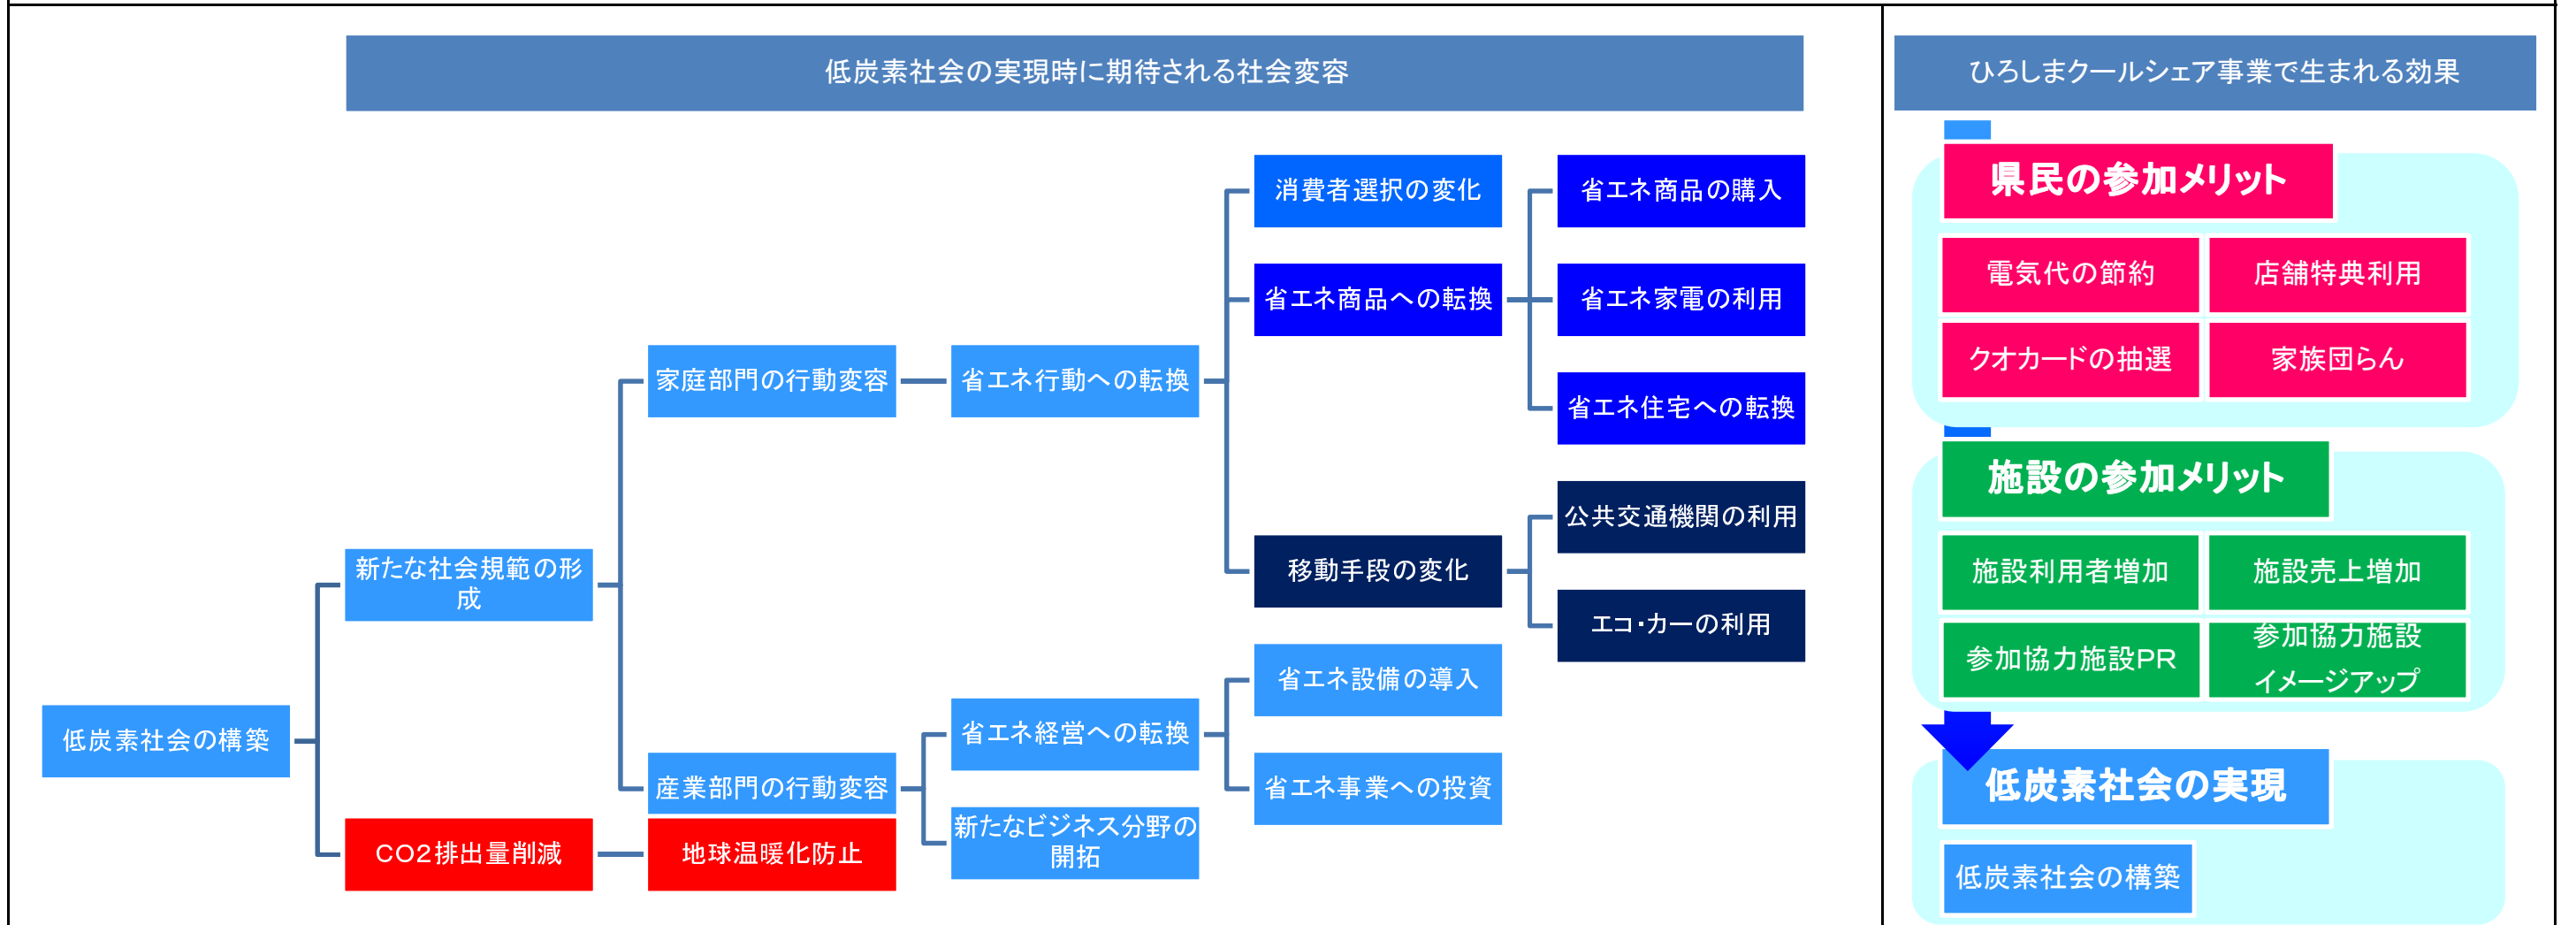 低炭素社会の実現時に期待される社会変容
消費者選択の変化
省エネ商品の購入
省エネ商品への転換
省エネ家電の利用
家庭部門の行動変容
省エネ行動への転換
省エネ住宅への転換
公共交通機関の利用
新たな社会規範の形
成
移動手段の変化
エコ・カーの利用
省エネ設備の導入
低炭素社会の構築
省エネ経営への転換
産業部門の行動変容
省エネ事業への投資
新たなビジネス分野の
開拓
CO2排出量削減
地球温暖化防止
ひろしまクールシェア事業で生まれる効果
県民の参加メリット
電気代の節約
店舗特典利用
クオカードの抽選
家族団らん
施設の参加メリット
施設利用者増加
施設売上増加
参加協力施設PR
参加協力施設
イメージアップ
低炭素社会の実現
低炭素社会の構築